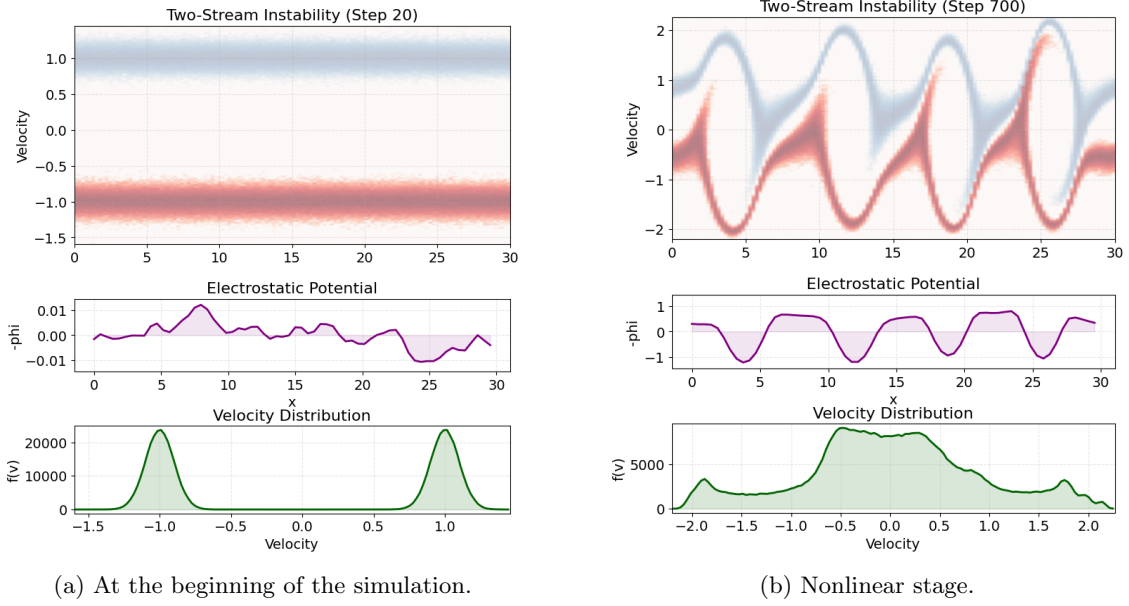 Two-Stream Instability (Step 20)
Velocity
1.0
0.5
0.0
−0.5
−1.0
−1.5
0 5 10 15 20 25 30
Electrostatic Potential
-phi
0.01
0.00
−0.01
0 5 10 15 20 25 30
x
Velocity Distribution
f(v)
20000
10000
0
−1.5 −1.0 −0.5 0.0 0.5 1.0
Velocity
(a) At the beginning of the simulation.
Two-Stream Instability (Step 700)
Velocity
2
1
0
−1
−2
0 5 10 15 20 25 30
Electrostatic Potential
-phi
1
0
−1
0 5 10 15 20 25 30
x
Velocity Distribution
f(v)
5000
0
−2.0 −1.5 −1.0 −0.5 0.0 0.5 1.0 1.5 2.0
Velocity
(b) Nonlinear stage.